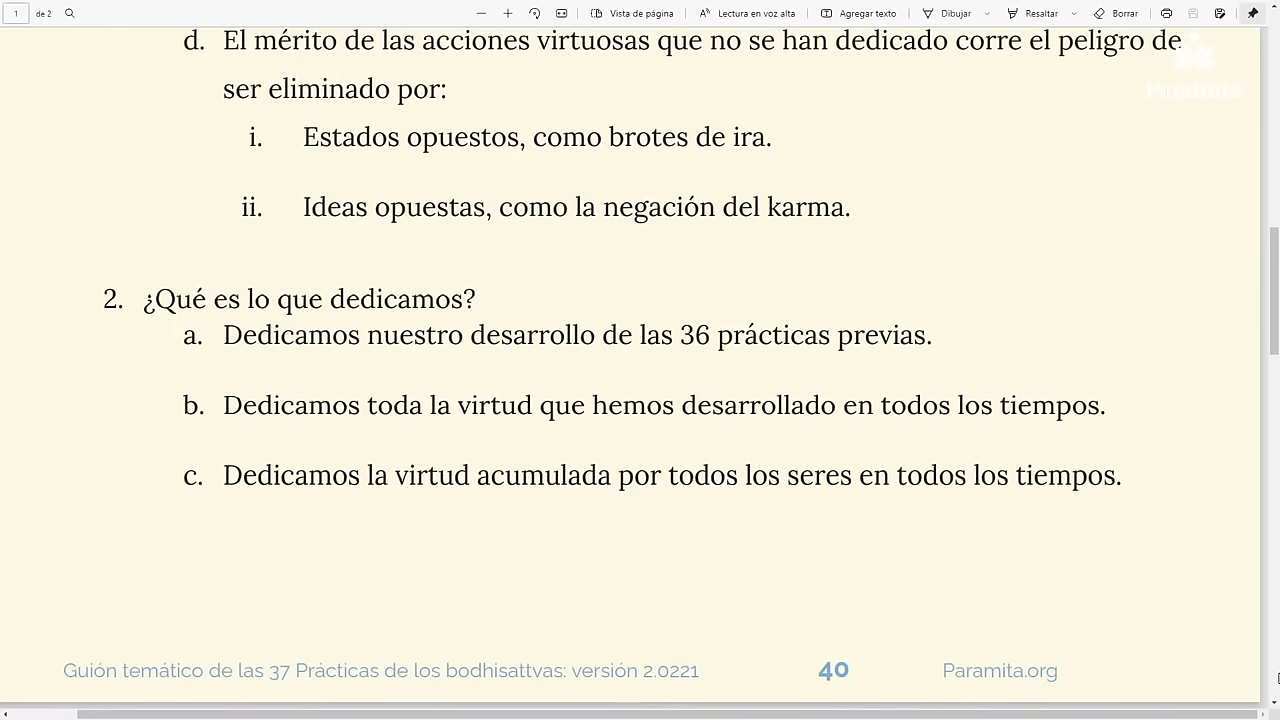 1 de 2 Vista de página Lectura en voz alta Agregar texto Dibujar Resaltar Borrar
d. El mérito de las acciones virtuosas que no se han dedicado corre el peligro de
ser eliminado por:
Paramita
i. Estados opuestos, como brotes de ira.
ii. Ideas opuestas, como la negación del karma.
2. ¿Qué es lo que dedicamos?
a. Dedicamos nuestro desarrollo de las 36 prácticas previas.
b. Dedicamos toda la virtud que hemos desarrollado en todos los tiempos.
c. Dedicamos la virtud acumulada por todos los seres en todos los tiempos.
Guión temático de las 37 Prácticas de los bodhisattvas: versión 2.0221 40 Paramita.org